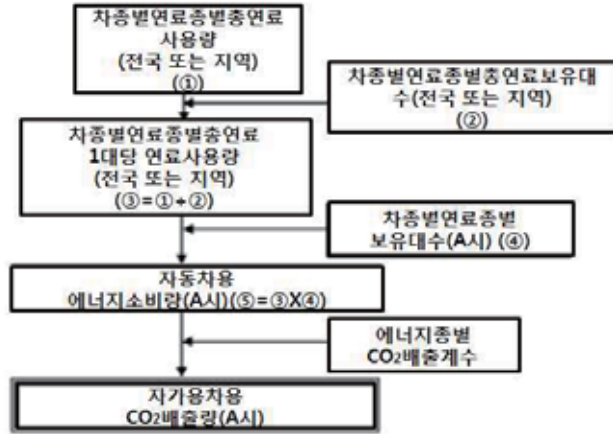 차종별연료종별총연료
사용량
(전국 또는 지역)
(①)
차종별연료종별총연료보유대
수(전국 또는 지역)
(②)
차종별연료종별총연료
1대당 연료사용량
(전국 또는 지역)
(③=①÷②)
차종별연료종별
보유대수(A시) (④)
자동차용
에너지소비량(A시)(⑤=③X④)
에너지종별
CO2배출계수
자가용차용
CO2배출량(A시)